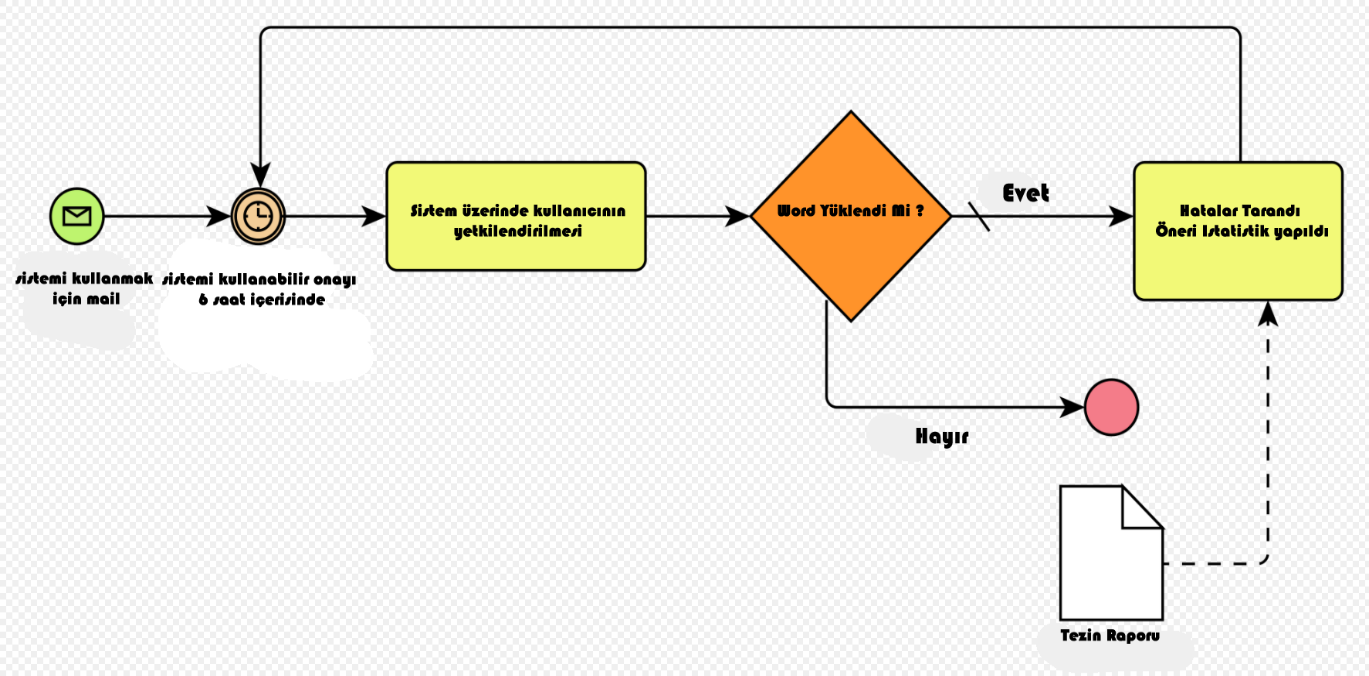 sistemi kullanmak
için mail
sistemi kullanabilir onayı
6 saat içerisinde
Sistem üzerinde kullanıcının
yetkilendirilmesi
Word Yüklendi Mi ?
Evet
Hatalar Tarandı
Öneri Istatistik yapıldı
Hayır
Tezin Raporu